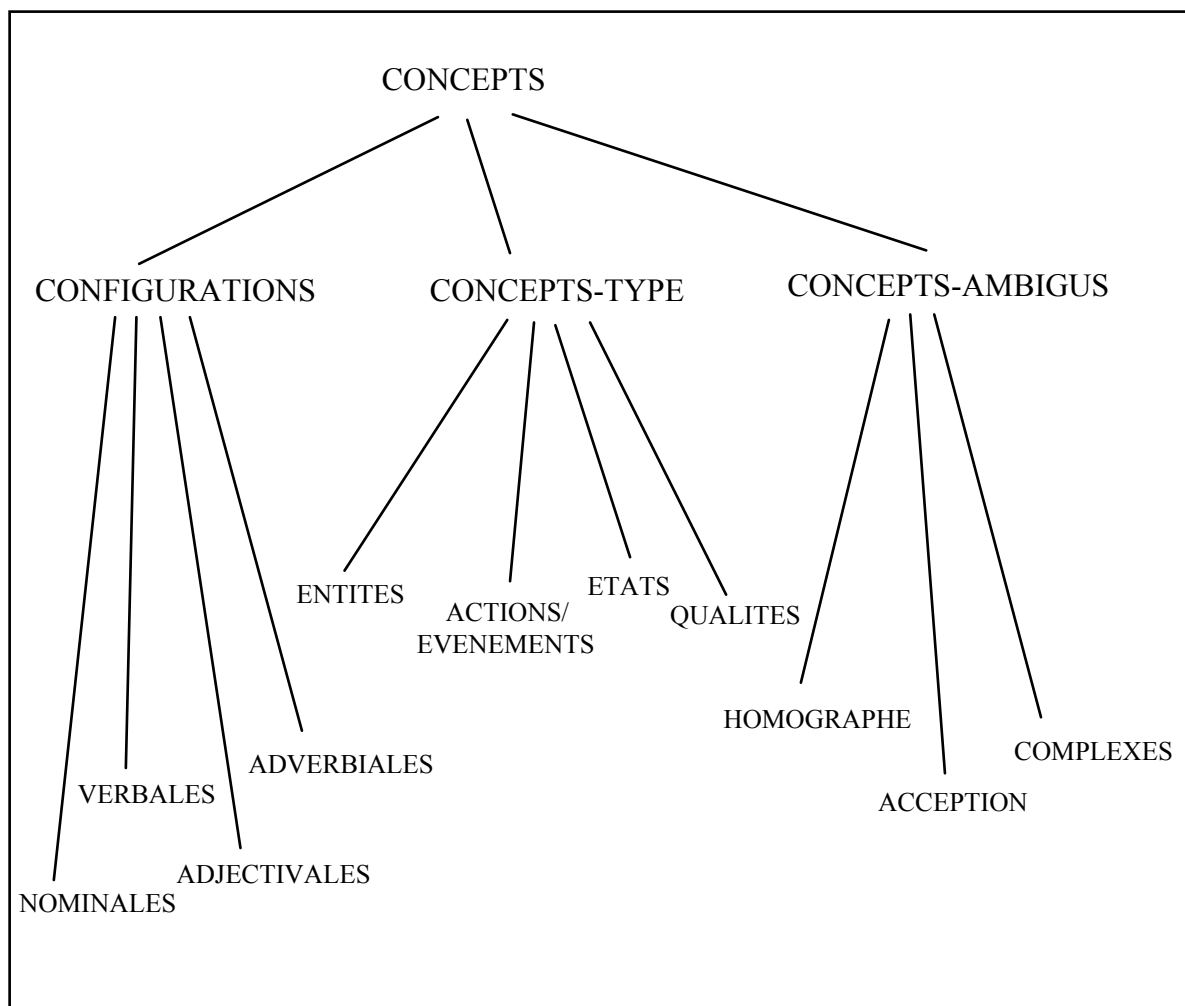 CONCEPTS
CONFIGURATIONS
CONCEPTS-TYPE
CONCEPTS-AMBIGUS
ENTITES
ACTIONS/
EVENEMENTS
ETATS
QUALITES
HOMOGRAPHE
ACCEPTION
COMPLEXES
NOMINALES
VERBALES
ADJECTIVALES
ADVERBIALES